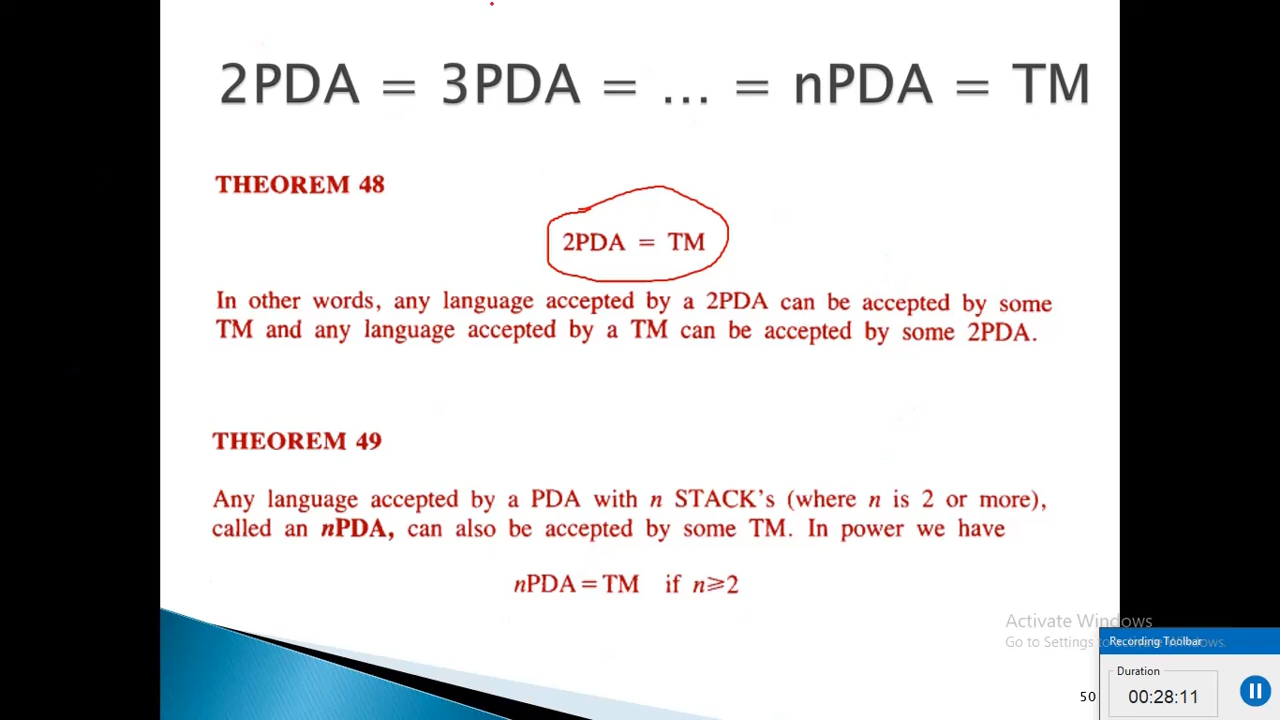 2PDA = 3PDA = ... = nPDA = TM
THEOREM 48
2PDA = TM
In other words, any language accepted by a 2PDA can be accepted by some
TM and any language accepted by a TM can be accepted by some 2PDA.
THEOREM 49
Any language accepted by a PDA with n STACK's (where n is 2 or more),
called an nPDA, can also be accepted by some TM. In power we have
nPDA = TM if n⩾2
Activate Windows
Go to Settings to activate Windows.
Recording Toolbar
Duration
50
00:28:11